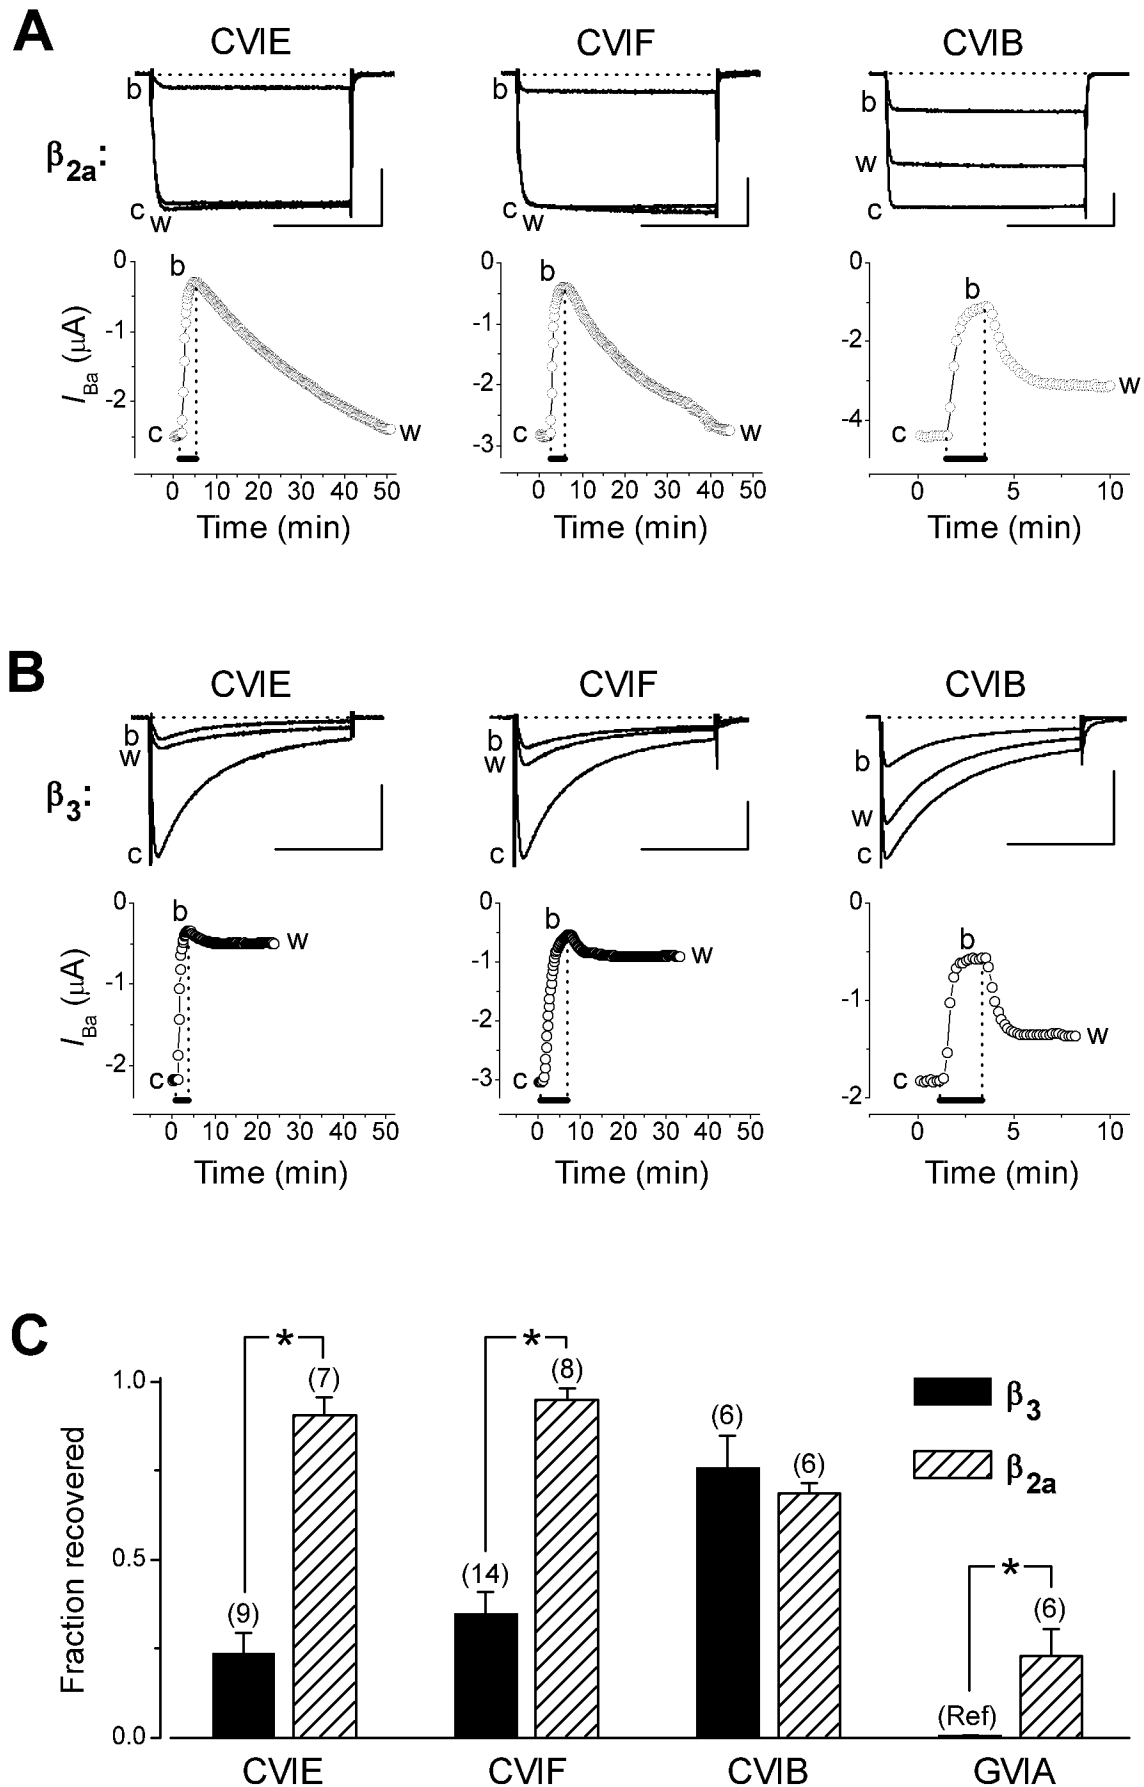 A
CVIE CVIF CVIB
β2a:
b b b
w
c w c w c
0 0 0
b b b
-1 -1 -2
-2 -2 -4
-3
IBa (μA)
c w c w c w
0 10 20 30 40 50 0 10 20 30 40 50 0 5 10
Time (min) Time (min) Time (min)
B
CVIE CVIF CVIB
β3:
b b b
w w w
c c c
0 0 0
b b b
-1 -1 -1
-2 -2 -2
-3
IBa (μA)
c w c w c w
0 10 20 30 40 50 0 10 20 30 40 50 0 5 10
Time (min) Time (min) Time (min)
C
* * *
1.0
0.5
0.0
Fraction recovered
(9) (7) (14) (8) (6) (6) (Ref) (6)
β3
β2a
CVIE CVIF CVIB GVIA